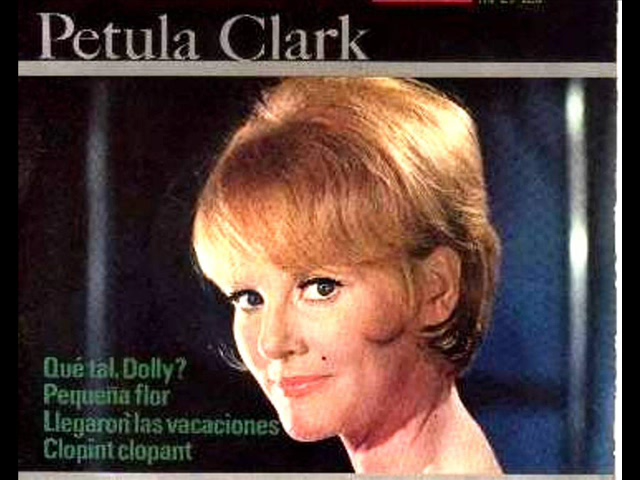 Petula Clark
Qué tal, Dolly?
Pequeña flor
Llegaron las vacaciones
Clopint clopant